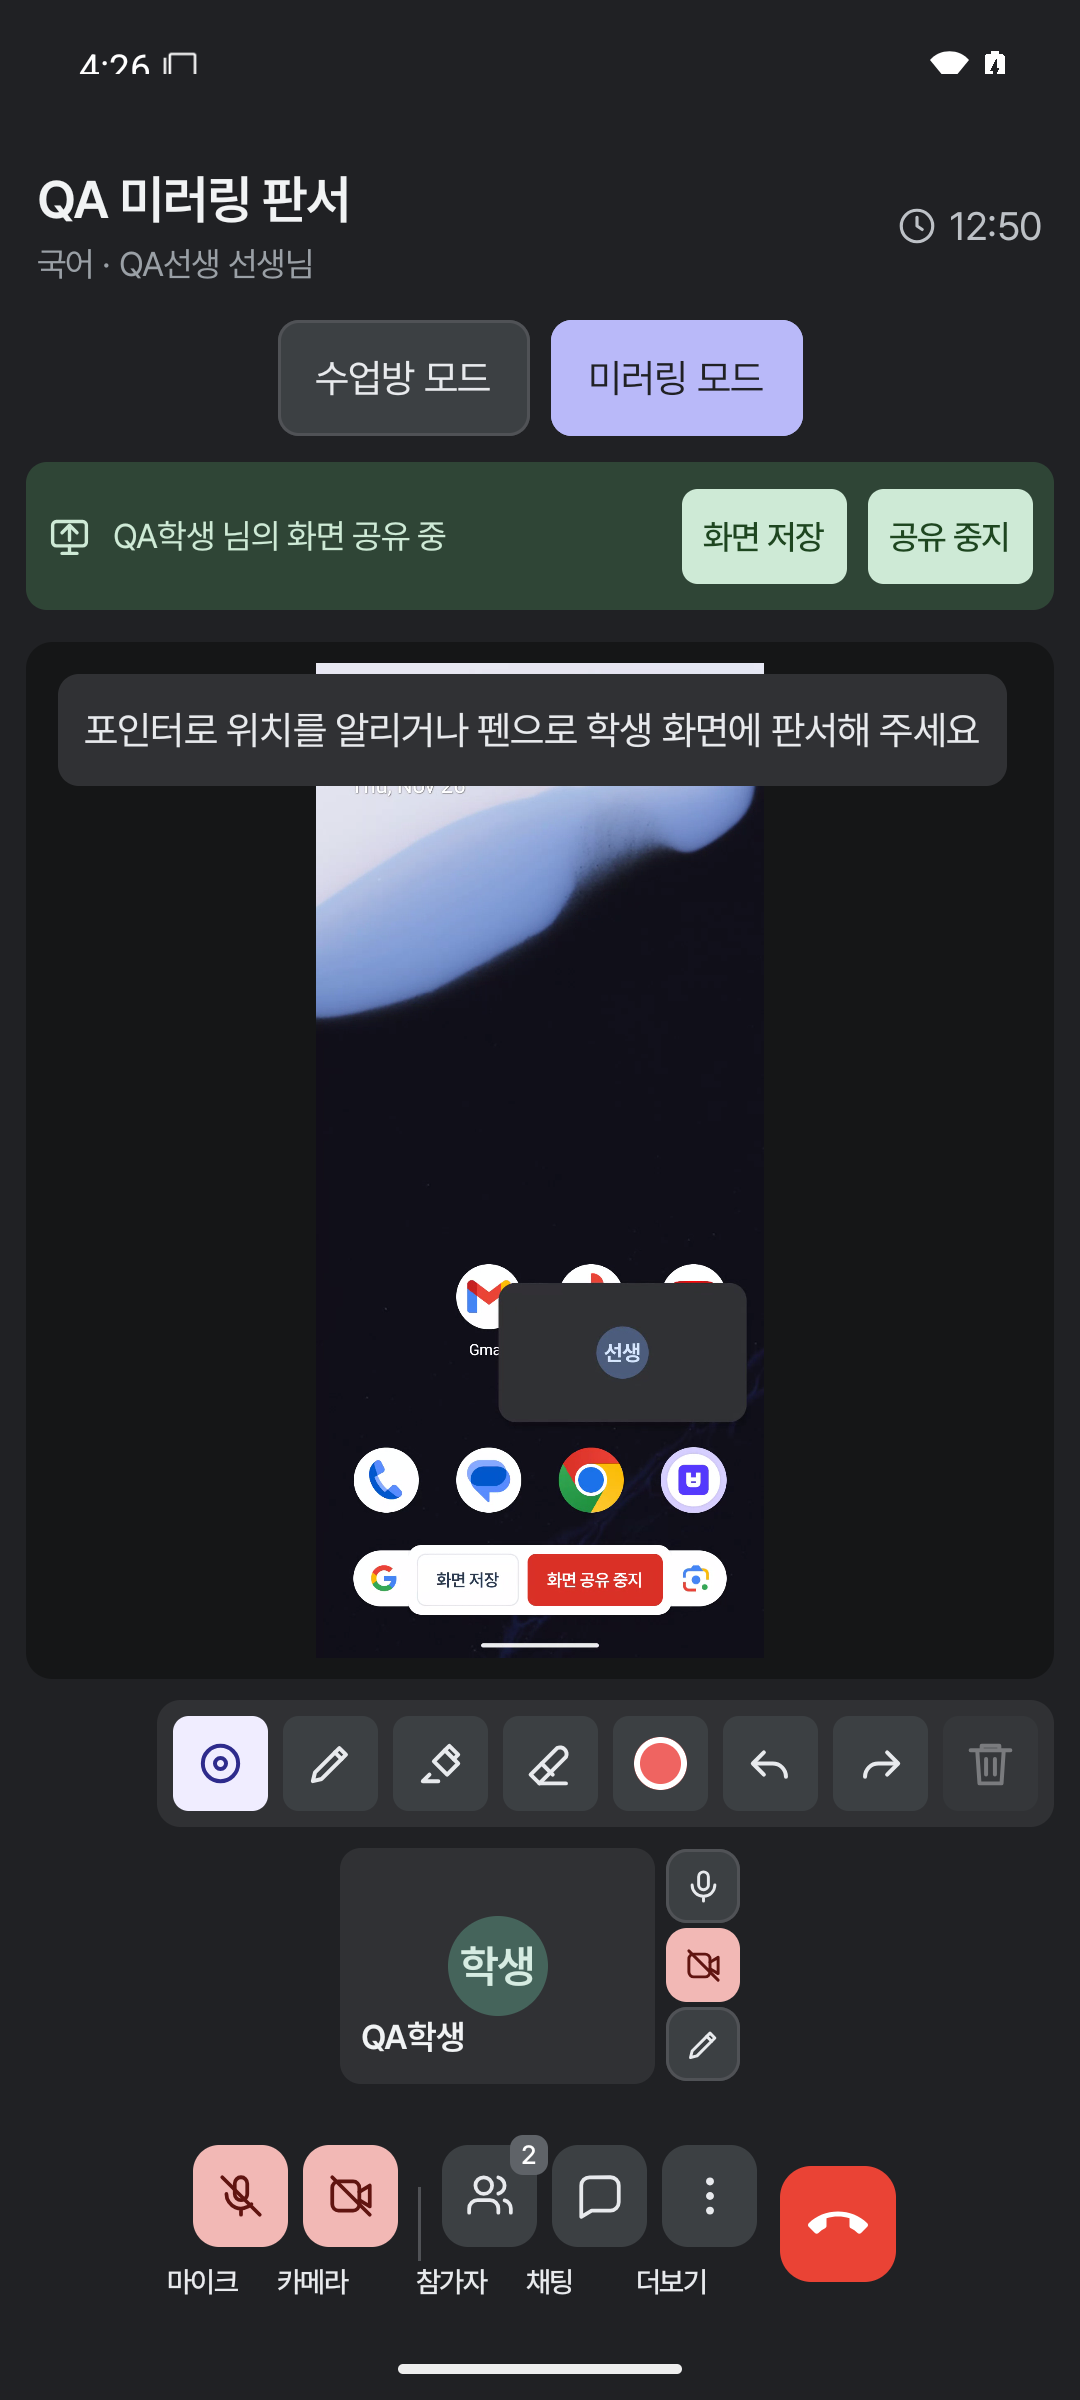 4:26
QA 미러링 판서
국어 · QA선생 선생님
12:50
수업방 모드
미러링 모드
QA학생 님의 화면 공유 중
화면 저장
공유 중지
포인터로 위치를 알리거나 펜으로 학생 화면에 판서해 주세요
Thu, Nov 20
Gma
선생
화면 저장
화면 공유 중지
학생
QA학생
2
마이크
카메라
참가자
채팅
더보기